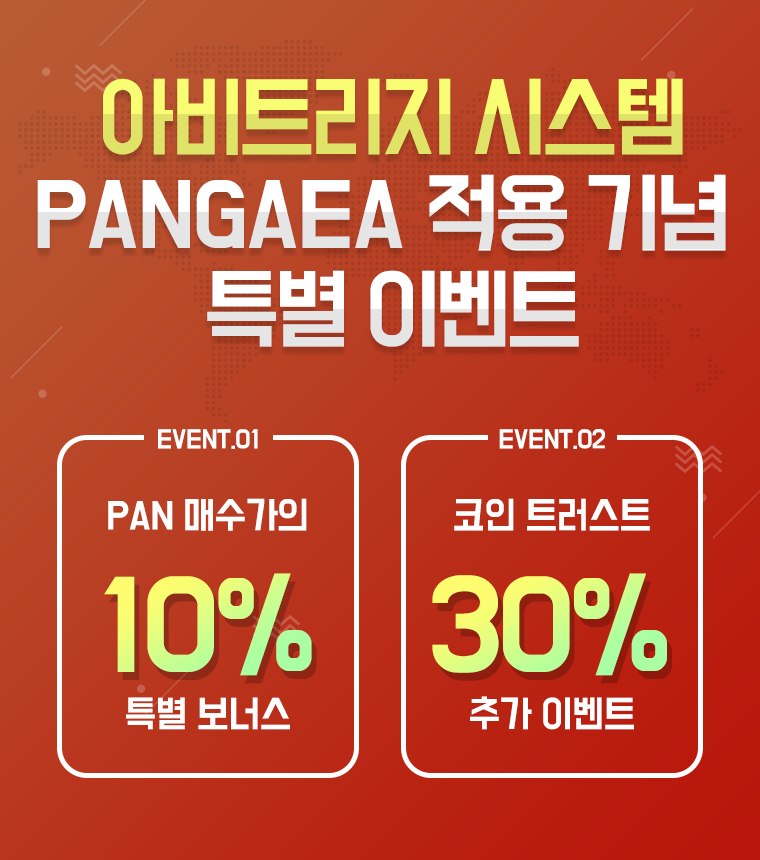 아비트리지 시스템
PANGAEA 적용 기념
특별 이벤트
EVENT.01
PAN 매수가의
10%
특별 보너스
EVENT.02
코인 트러스트
30%
추가 이벤트